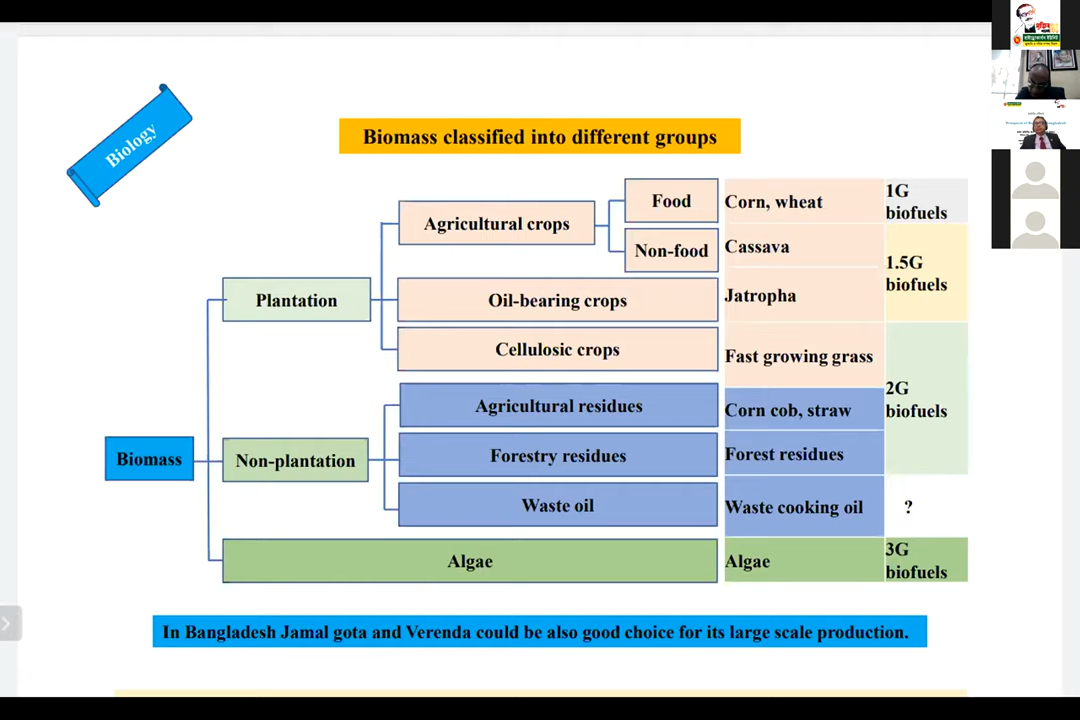 Biology
Biomass classified into different groups
Agricultural crops
Food
Corn, wheat
1G
biofuels
Non-food
Cassava
1.5G
biofuels
Plantation
Oil-bearing crops
Jatropha
Cellulosic crops
Fast growing grass
2G
biofuels
Agricultural residues
Corn cob, straw
Biomass
Non-plantation
Forestry residues
Forest residues
Waste oil
Waste cooking oil
?
Algae
Algae
3G
biofuels
In Bangladesh Jamal gota and Verenda could be also good choice for its large scale production.